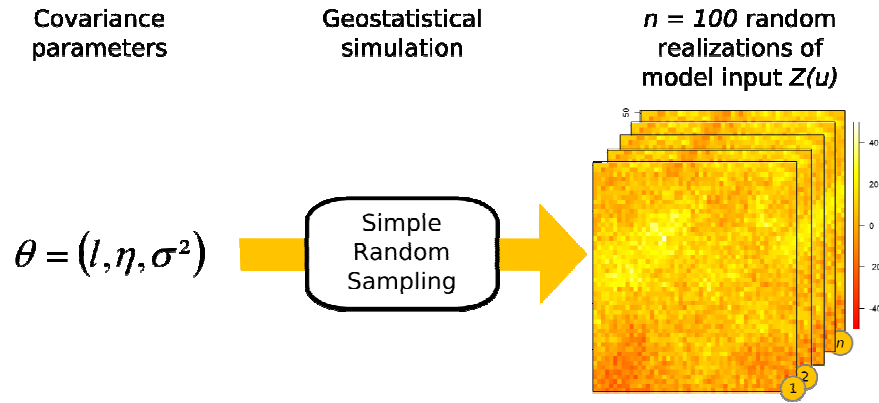 Covariance
parameters
Geostatistical
simulation
n = 100 random
realizations of
model input Z(u)
θ = (l, η, σ²)
Simple
Random
Sampling
50
40
20
0
-20
-40
n
2
1